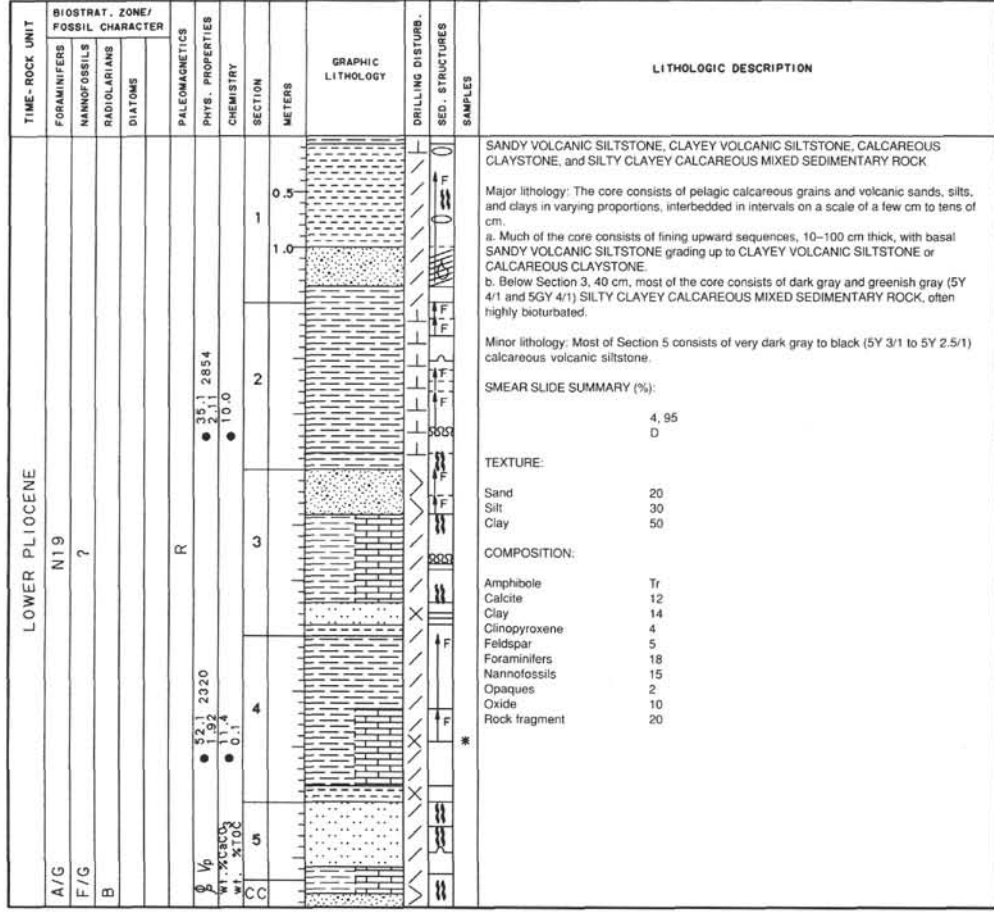 TIME-ROCK UNIT
BIOSTRAT. ZONE/
FOSSIL CHARACTER
FORAMINIFERS
NANNOFOSSILS
RADIOLARIANS
DIATOMS
PALEOMAGNETICS
PHYS. PROPERTIES
CHEMISTRY
SECTION
METERS
GRAPHIC
LITHOLOGY
DRILLING DISTURB.
SED. STRUCTURES
SAMPLES
LITHOLOGIC DESCRIPTION
LOWER PLIOCENE
A/G
N19
F/G
?
B
R
● 35.1 2854
2.11
● 10.0
● 52.1 2320
1.92
● 11.4
0.1
Φ Vp
ρ
wt.%CaCO3
wt. %TOC
1
2
3
4
5
CC
0.5
1.0
F
F
F
F
F
F
F
F
F
*
SANDY VOLCANIC SILTSTONE, CLAYEY VOLCANIC SILTSTONE, CALCAREOUS
CLAYSTONE, and SILTY CLAYEY CALCAREOUS MIXED SEDIMENTARY ROCK
Major lithology: The core consists of pelagic calcareous grains and volcanic sands, silts,
and clays in varying proportions, interbedded in intervals on a scale of a few cm to tens of
cm.
a. Much of the core consists of fining upward sequences, 10–100 cm thick, with basal
SANDY VOLCANIC SILTSTONE grading up to CLAYEY VOLCANIC SILTSTONE or
CALCAREOUS CLAYSTONE.
b. Below Section 3, 40 cm, most of the core consists of dark gray and greenish gray (5Y
4/1 and 5GY 4/1) SILTY CLAYEY CALCAREOUS MIXED SEDIMENTARY ROCK, often
highly bioturbated.
Minor lithology: Most of Section 5 consists of very dark gray to black (5Y 3/1 to 5Y 2.5/1)
calcareous volcanic siltstone.
SMEAR SLIDE SUMMARY (%):
4, 95
D
TEXTURE:
Sand 20
Silt 30
Clay 50
COMPOSITION:
Amphibole Tr
Calcite 12
Clay 14
Clinopyroxene 4
Feldspar 5
Foraminifers 18
Nannofossils 15
Opaques 2
Oxide 10
Rock fragment 20